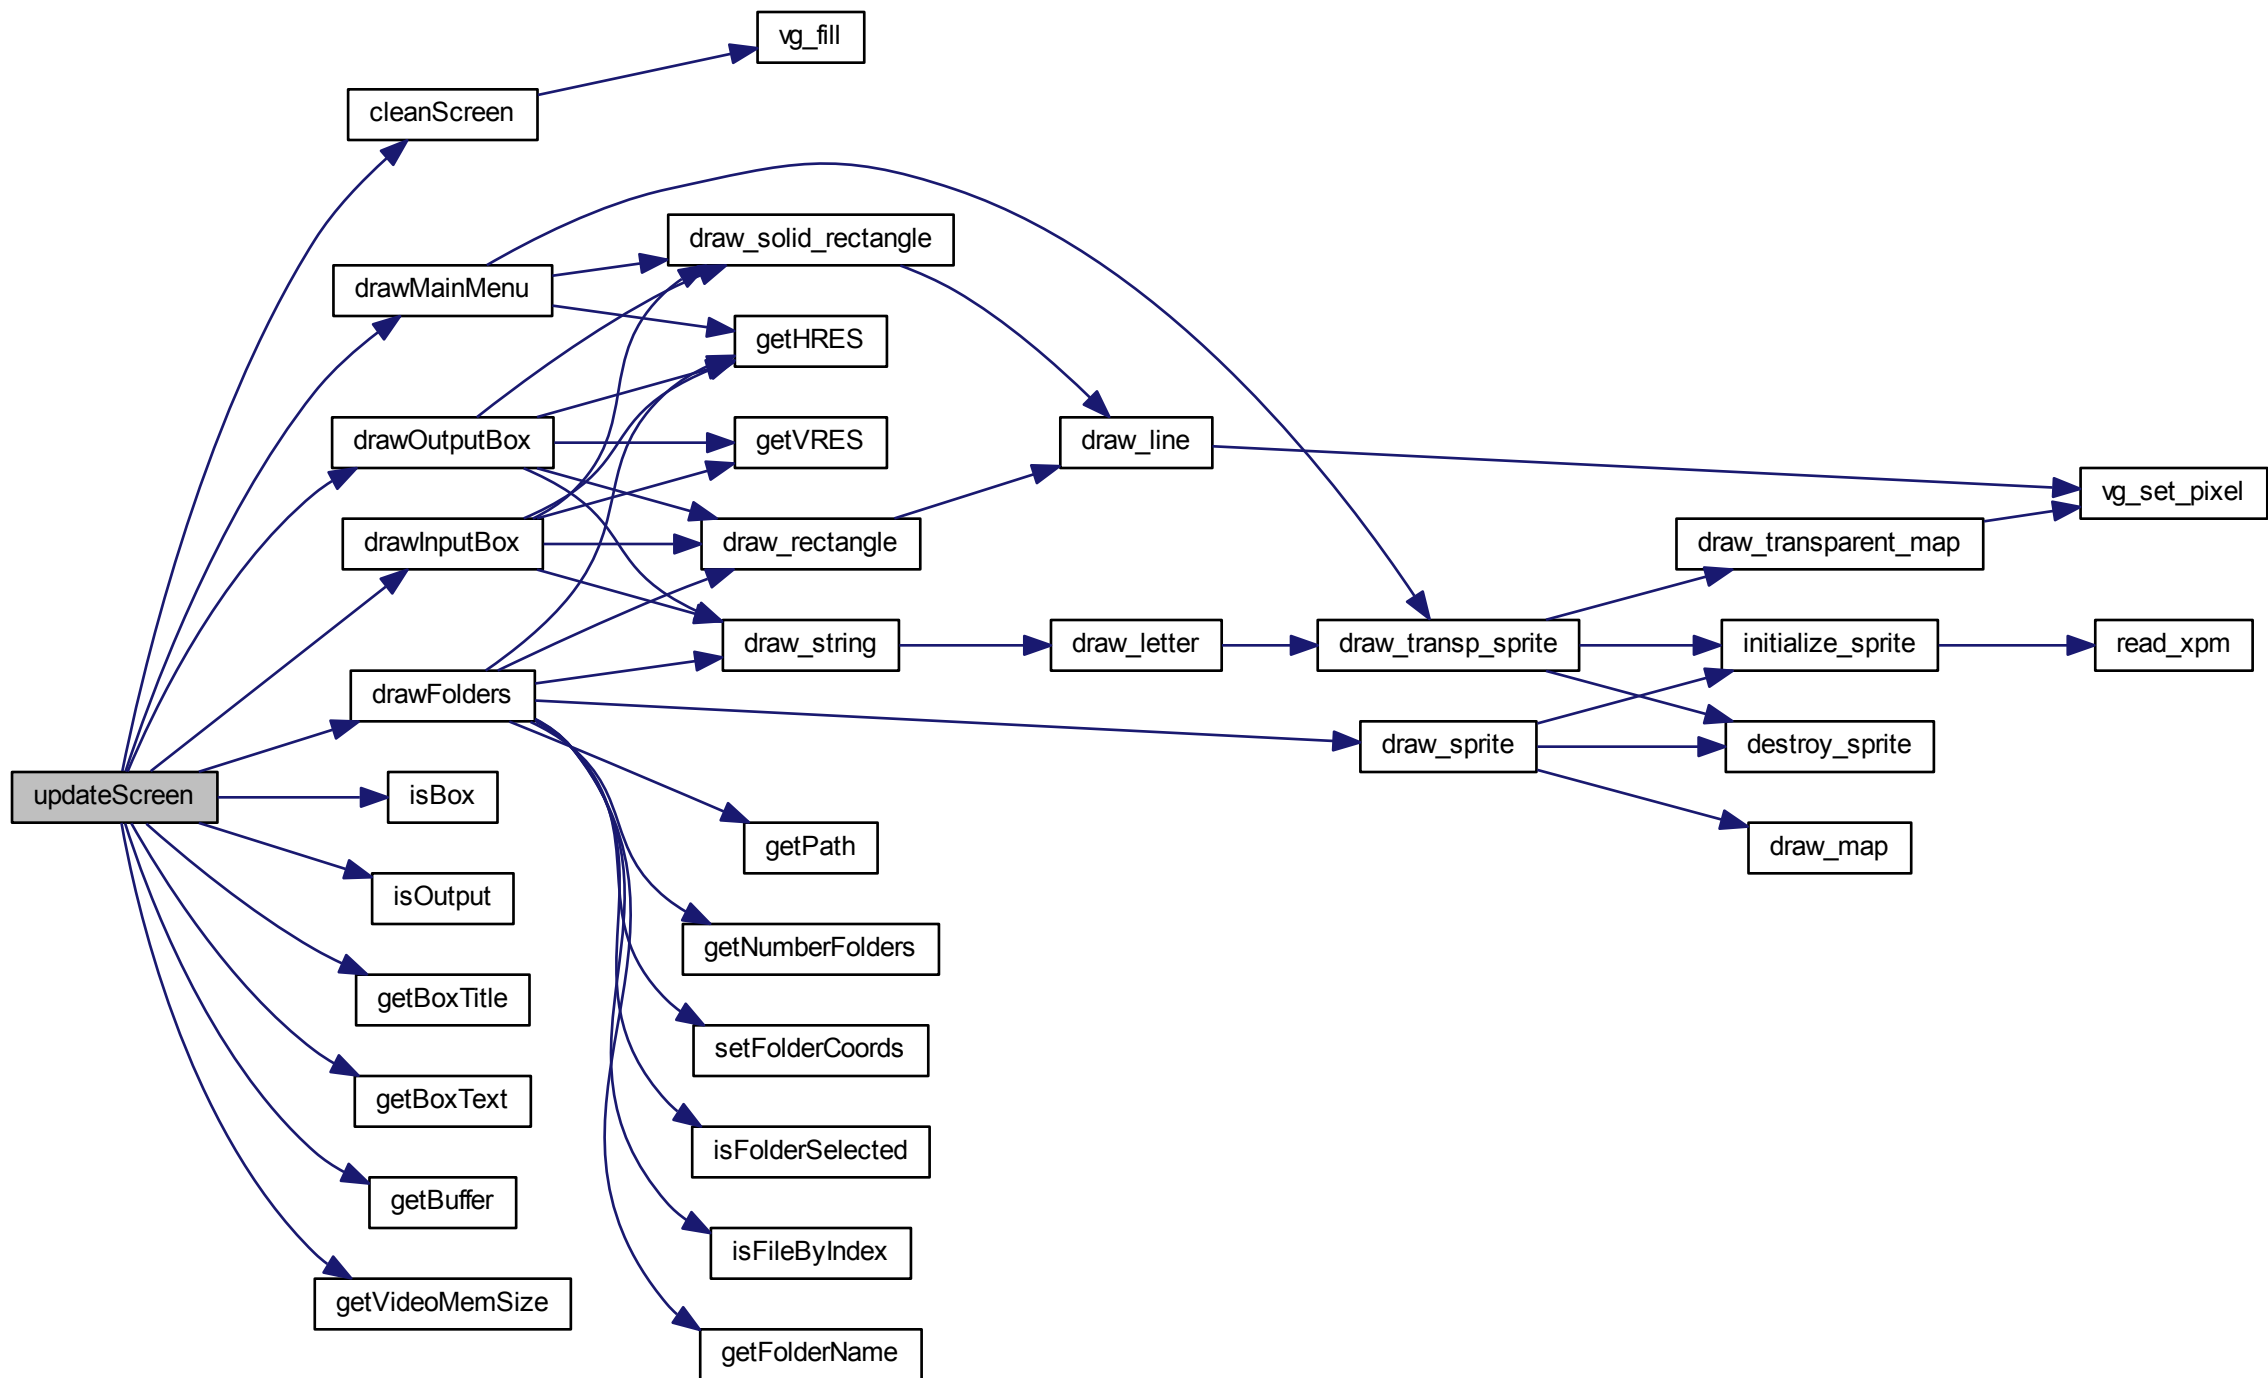 vg_fill
cleanScreen
draw_solid_rectangle
drawMainMenu
getHRES
drawOutputBox
getVRES
draw_line
vg_set_pixel
drawInputBox
draw_rectangle
draw_transparent_map
draw_string
draw_letter
draw_transp_sprite
initialize_sprite
read_xpm
drawFolders
draw_sprite
destroy_sprite
updateScreen
isBox
getPath
draw_map
isOutput
getNumberFolders
getBoxTitle
setFolderCoords
getBoxText
isFolderSelected
getBuffer
isFileByIndex
getVideoMemSize
getFolderName